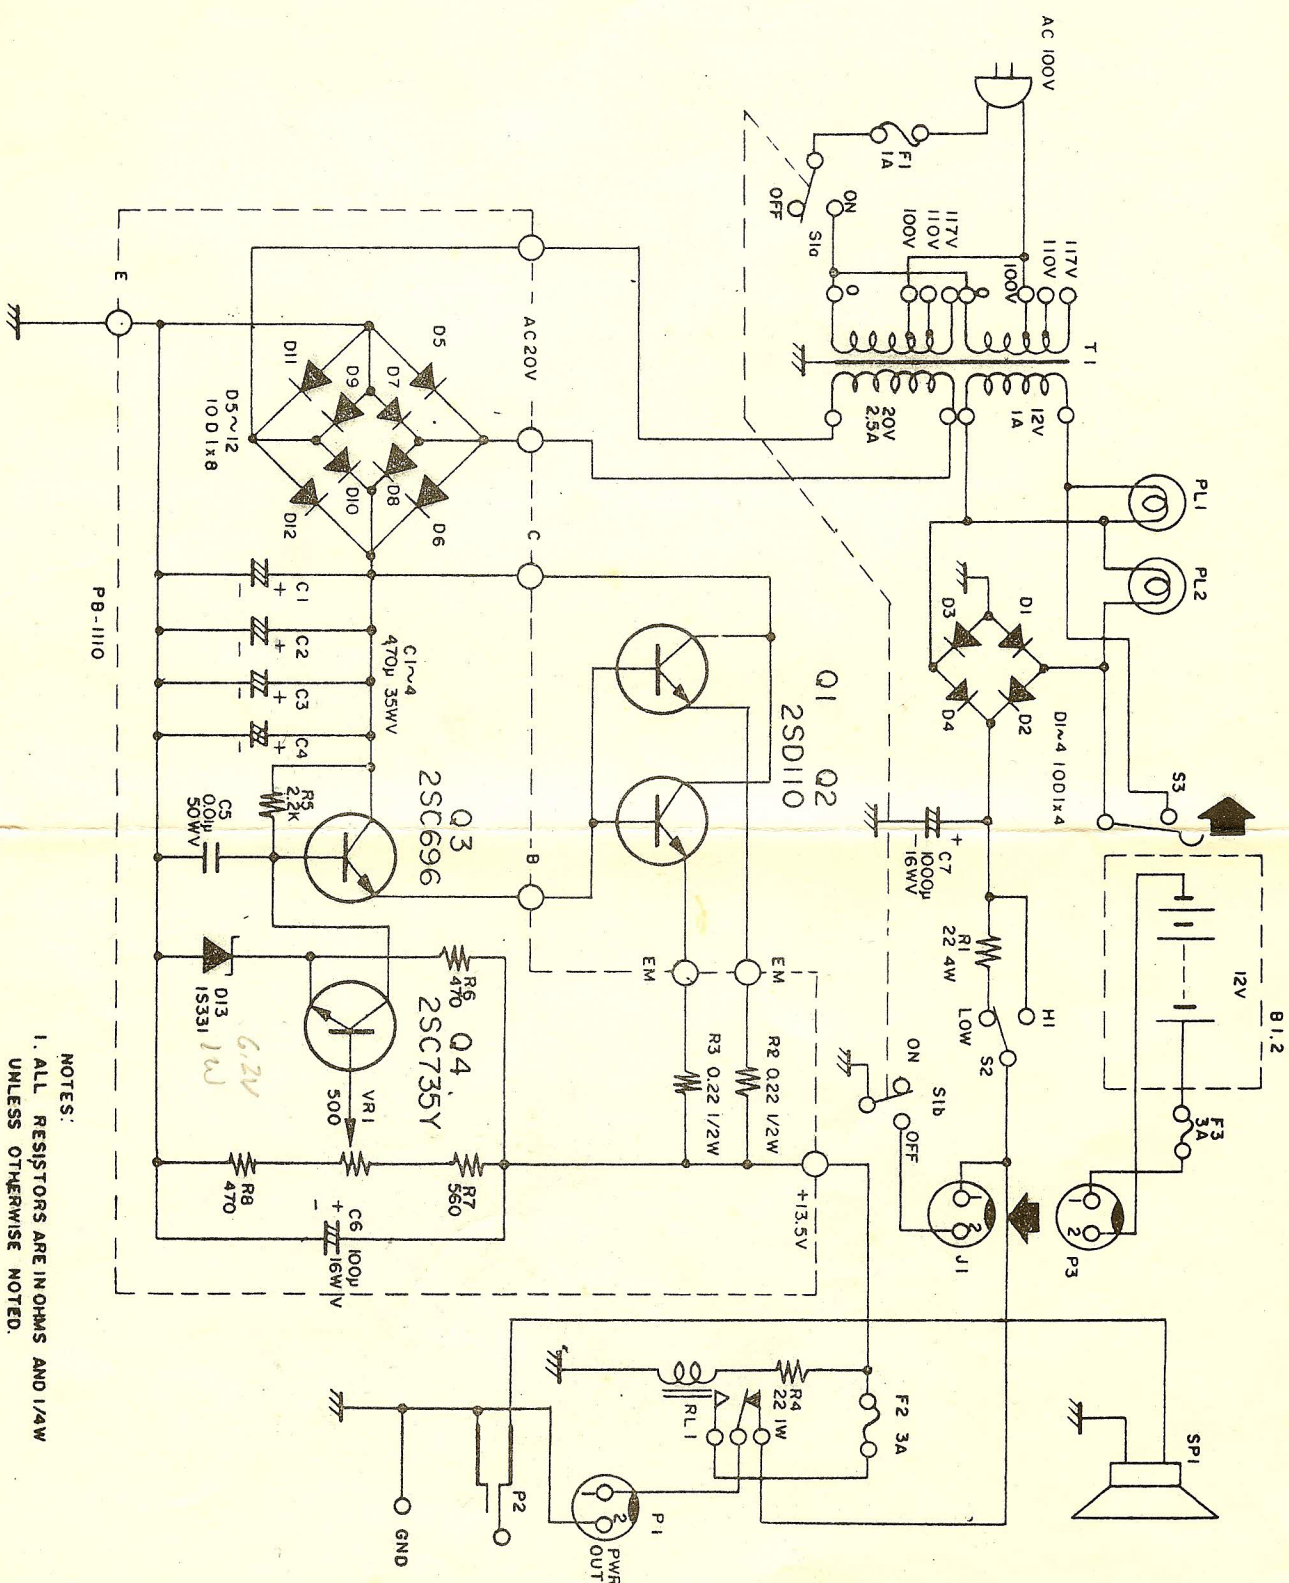 AC 100V
F1
1A
ON
OFF
S1a
117V
110V
100V
117V
110V
100V
0
0
T1
20V
2.5A
12V
1A
PL1
PL2
D1
D3
D2
D4
D1~4 10D1x4
S3
B1,2
12V
F3
3A
P3
1
2
C7
1000µ
16WV
+
-
R1
22 4W
HI
LOW
S2
ON
S1b
OFF
J1
1
2
E
AC20V
C
B
EM
EM
D5
D11
D9
D7
D8
D10
D6
D12
D5~12
10D1x8
PB-1110
C1
C2
C3
C4
+
+
+
+
-
-
-
-
C1~4
470µ 35WV
R5
2.2K
C5
0.01µ
50WV
Q3
2SC696
Q1 Q2
2SD110
R6
470
Q4
2SC735Y
D13
1S331
6.2V
1W
VR1
500
R2 0.22 1/2W
R3 0.22 1/2W
R7
560
R8
470
C6 100µ
16WV
+
-
+13.5V
R4
22 1W
RL1
F2 3A
SP1
P1
1
2
PWR
OUT
P2
GND
NOTES:
1. ALL RESISTORS ARE IN OHMS AND 1/4W
UNLESS OTHERWISE NOTED.